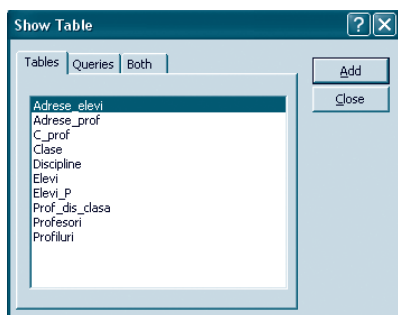 Show Table
Tables Queries Both
Add
Close
Adrese_elevi
Adrese_prof
C_prof
Clase
Discipline
Elevi
Elevi_P
Prof_dis_clasa
Profesori
Profiluri